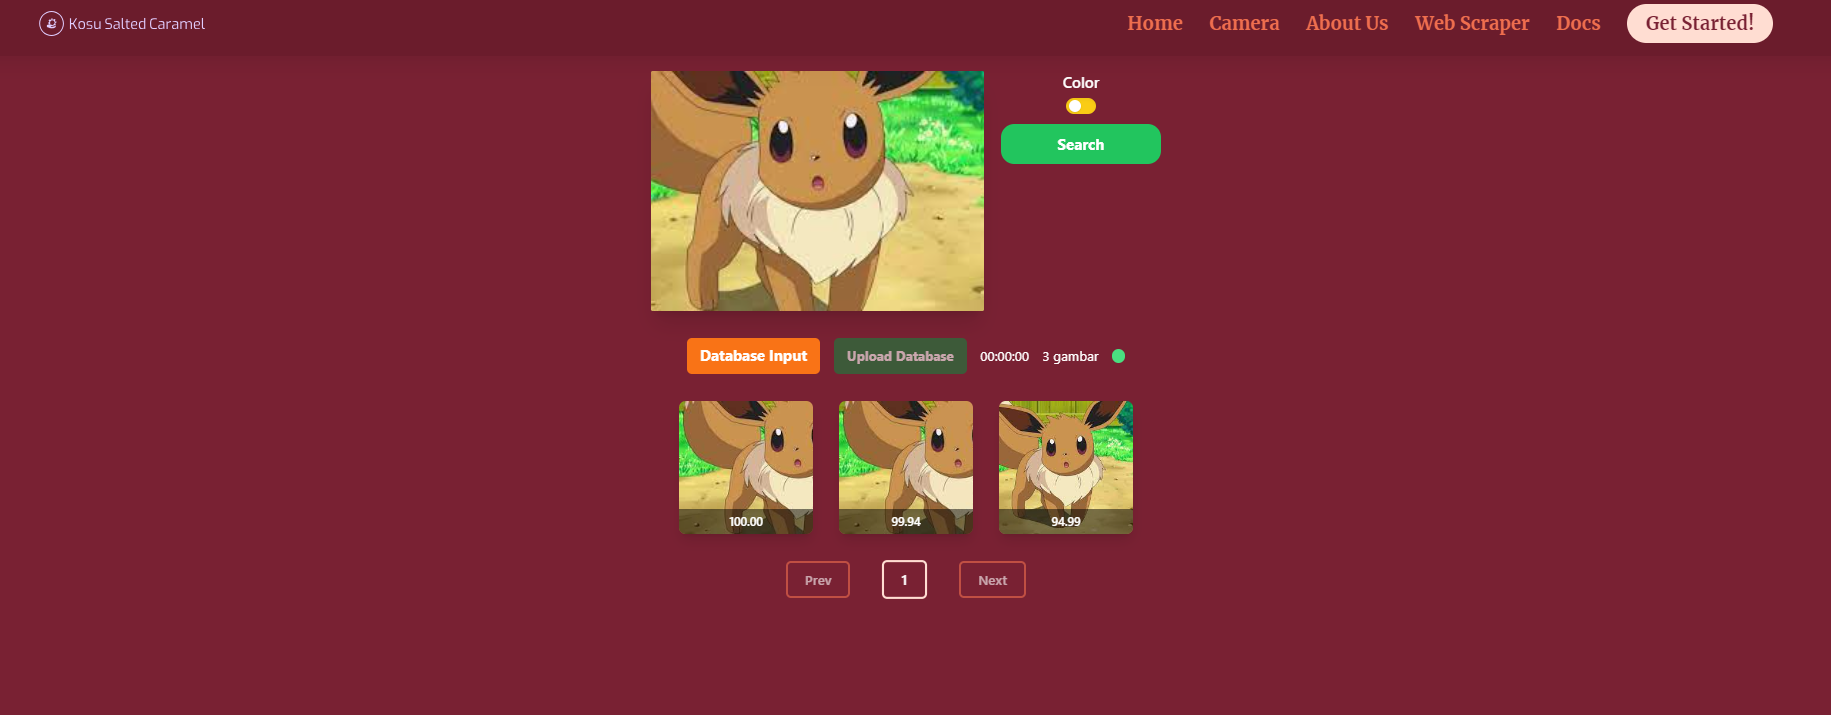 Kosu Salted Caramel
Home Camera About Us Web Scraper Docs Get Started!
Color
Search
Database Input Upload Database 00:00:00 3 gambar
100.00 99.94 94.99
Prev 1 Next